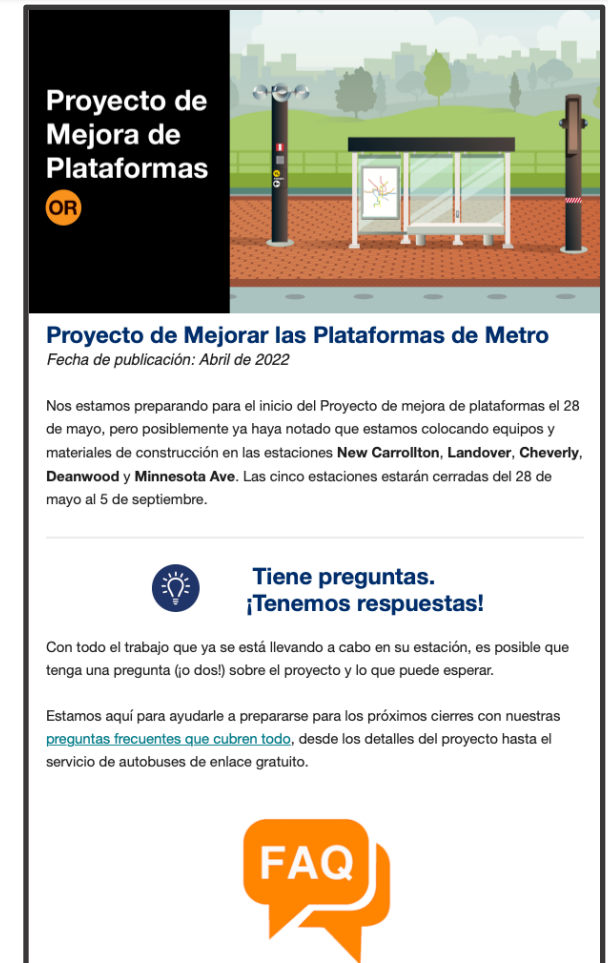 Proyecto de
Mejora de
Plataformas
OR
Proyecto de Mejorar las Plataformas de Metro
Fecha de publicación: Abril de 2022
Nos estamos preparando para el inicio del Proyecto de mejora de plataformas el 28
de mayo, pero posiblemente ya haya notado que estamos colocando equipos y
materiales de construcción en las estaciones New Carrollton, Landover, Cheverly,
Deanwood y Minnesota Ave. Las cinco estaciones estarán cerradas del 28 de
mayo al 5 de septiembre.
Tiene preguntas.
¡Tenemos respuestas!
Con todo el trabajo que ya se está llevando a cabo en su estación, es posible que
tenga una pregunta (¡o dos!) sobre el proyecto y lo que puede esperar.
Estamos aquí para ayudarle a prepararse para los próximos cierres con nuestras
preguntas frecuentes que cubren todo, desde los detalles del proyecto hasta el
servicio de autobuses de enlace gratuito.
FAQ